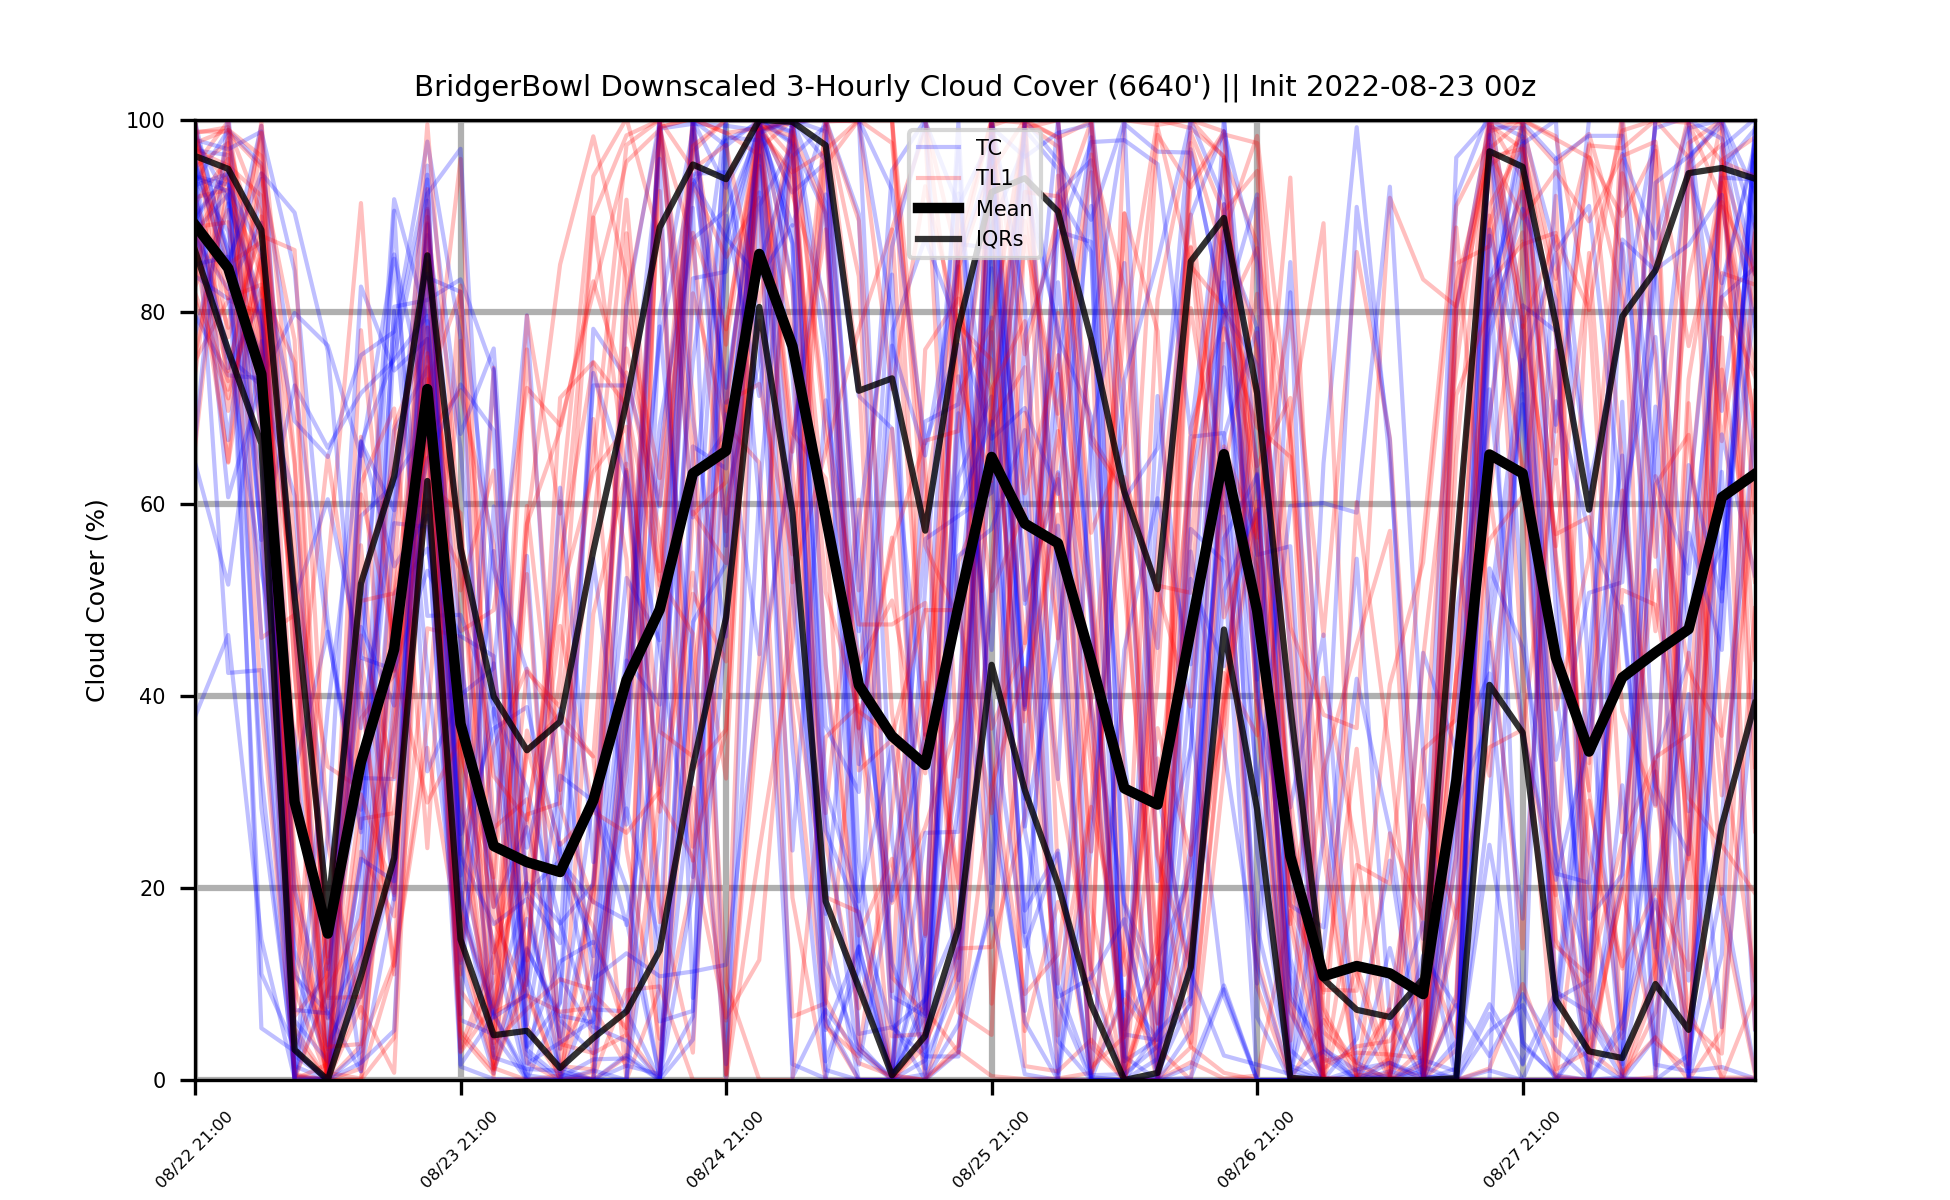 BridgerBowl Downscaled 3-Hourly Cloud Cover (6640') || Init 2022-08-23 00z
Cloud Cover (%)
100
80
60
40
20
0
TC
TL1
Mean
IQRs
08/22 21:00
08/23 21:00
08/24 21:00
08/25 21:00
08/26 21:00
08/27 21:00